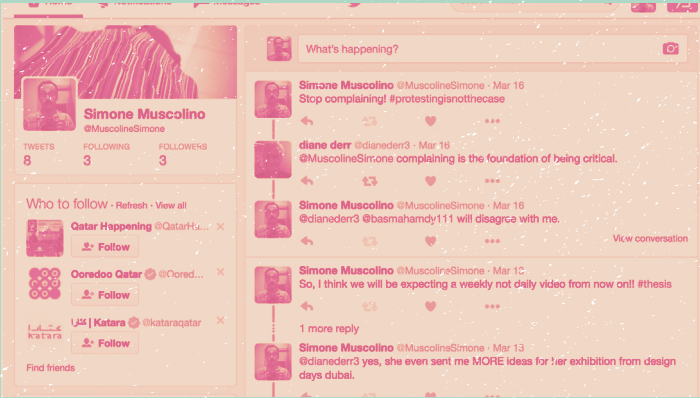 Home Notifications Messages
What's happening?
Simone Muscolino
@MuscolineSimone
TWEETS FOLLOWING FOLLOWERS
8 3 3
Who to follow · Refresh · View all
Qatar Happening @QatarHa...
Follow
Ooredoo Qatar @Oored...
Follow
| Katara @kataraqatar
Follow
Find friends
Simone Muscolino @MuscolineSimone · Mar 16
Stop complaining! #protestingisnotthecase
diane derr @dianederr3 · Mar 16
@MuscolineSimone complaining is the foundation of being critical.
Simone Muscolino @MuscolineSimone · Mar 16
@dianederr3 @basmahamdy111 will disagree with me.
View conversation
Simone Muscolino @MuscolineSimone · Mar
So, I think we will be expecting a weekly not daily video from now on!! #thesis
1 more reply
Simone Muscolino @MuscolineSimone · Mar 13
@dianederr3 yes, she even sent me MORE ideas for her exhibition from design
days dubai.